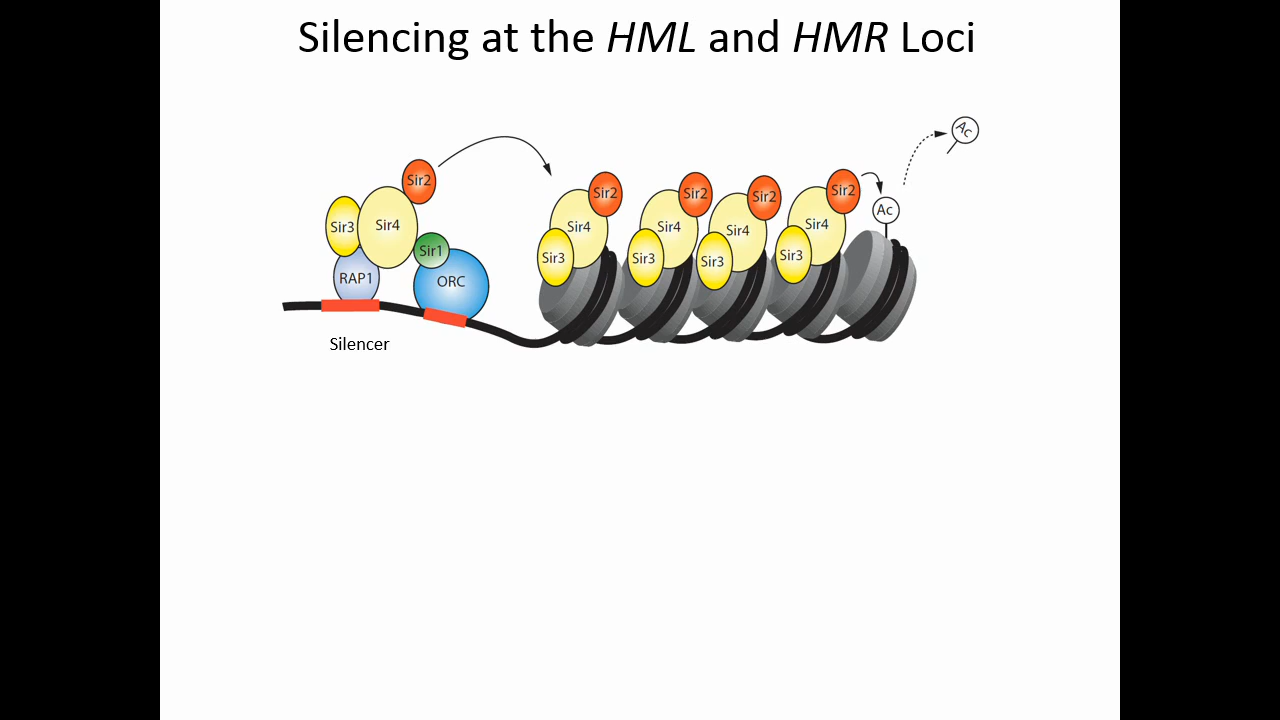 Silencing at the HML and HMR Loci
Ac
Sir2
Sir3
Sir4
Sir1
RAP1
ORC
Silencer
Sir2
Sir4
Sir3
Sir2
Sir4
Sir3
Sir2
Sir4
Sir3
Sir2
Sir4
Sir3
Ac